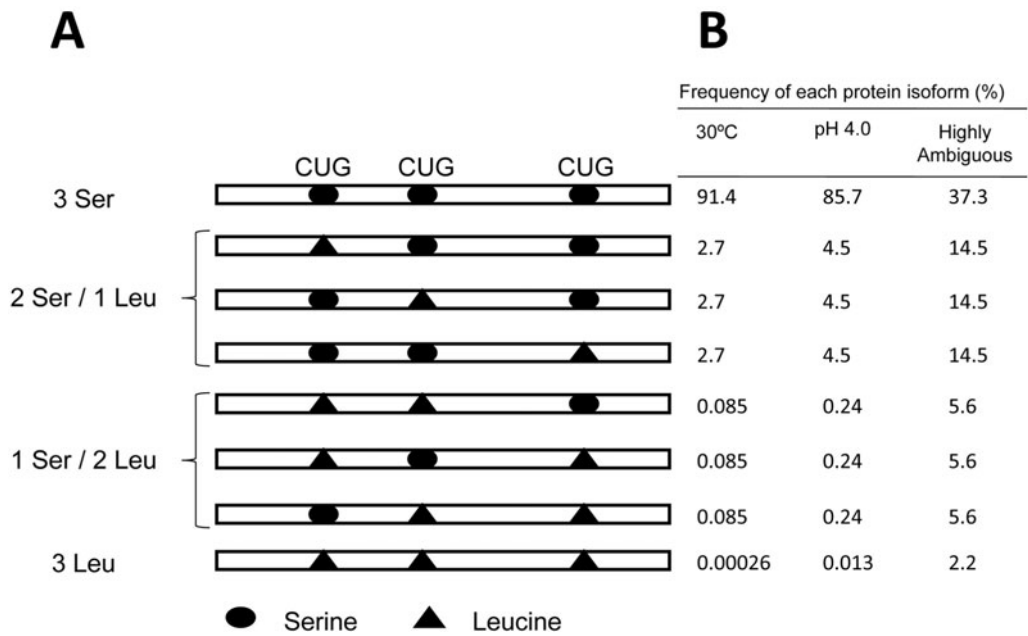 A
B
Frequency of each protein isoform (%)
30ºC pH 4.0 Highly
Ambiguous
CUG CUG CUG
3 Ser 91.4 85.7 37.3
2.7 4.5 14.5
2 Ser / 1 Leu 2.7 4.5 14.5
2.7 4.5 14.5
0.085 0.24 5.6
1 Ser / 2 Leu 0.085 0.24 5.6
0.085 0.24 5.6
3 Leu 0.00026 0.013 2.2
Serine Leucine